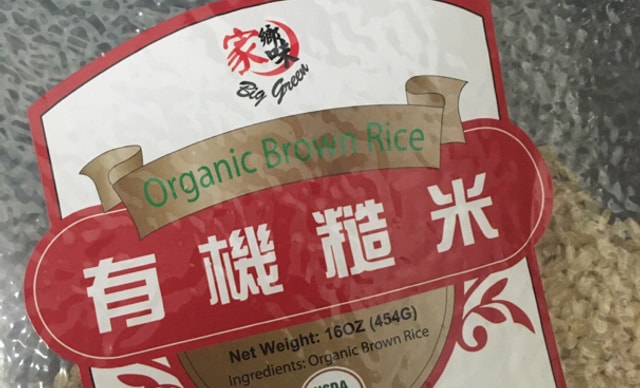 家鄉味
Big Green
Organic Brown Rice
有機糙米
Net Weight: 16OZ (454G)
Ingredients: Organic Brown Rice
USDA